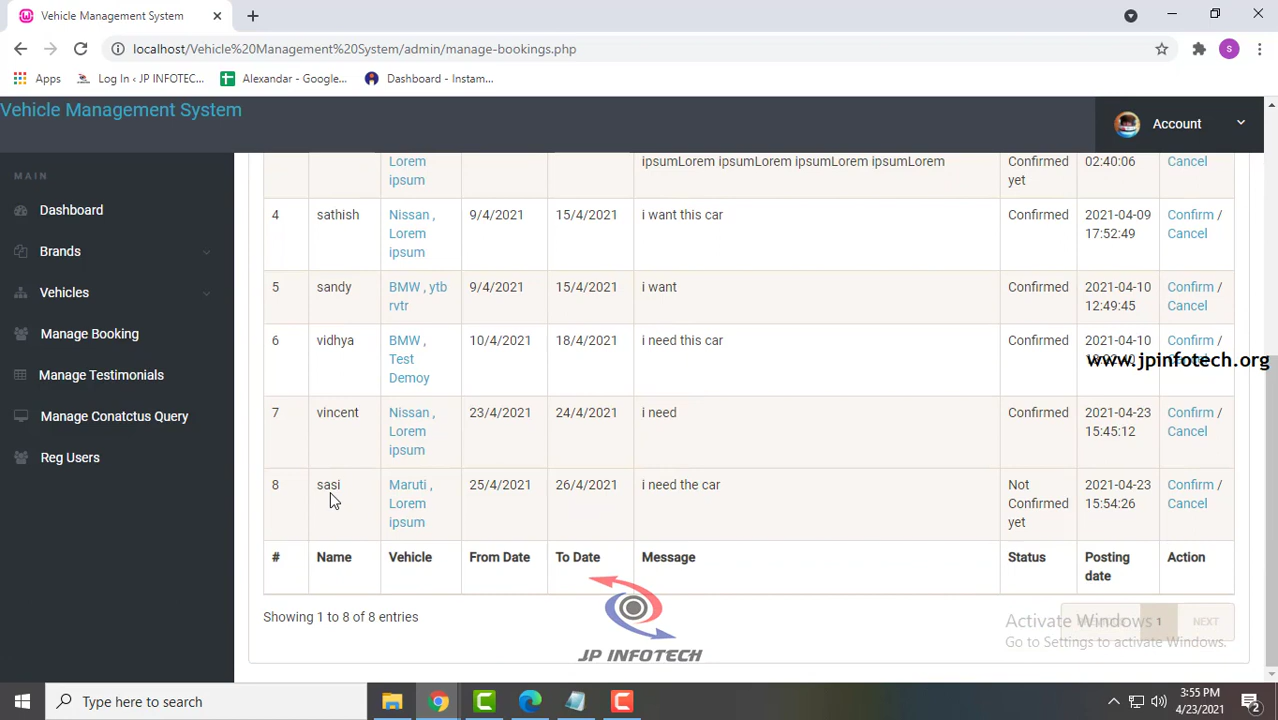 Vehicle Management System
localhost/Vehicle%20Management%20System/admin/manage-bookings.php
S
Apps
Log In ‹ JP INFOTEC...
Alexandar - Google...
Dashboard - Instam...
Vehicle Management System
Account
MAIN
Dashboard
Brands
Vehicles
Manage Booking
Manage Testimonials
Manage Conatctus Query
Reg Users
Lorem ipsum
ipsumLorem ipsumLorem ipsumLorem ipsumLorem
Confirmed yet
02:40:06
Cancel
4 sathish Nissan , Lorem ipsum 9/4/2021 15/4/2021 i want this car Confirmed 2021-04-09 17:52:49 Confirm / Cancel
5 sandy BMW , ytb rvtr 9/4/2021 15/4/2021 i want Confirmed 2021-04-10 12:49:45 Confirm / Cancel
6 vidhya BMW , Test Demoy 10/4/2021 18/4/2021 i need this car Confirmed 2021-04-10 Confirm /
www.jpinfotech.org
7 vincent Nissan , Lorem ipsum 23/4/2021 24/4/2021 i need Confirmed 2021-04-23 15:45:12 Confirm / Cancel
8 sasi Maruti , Lorem ipsum 25/4/2021 26/4/2021 i need the car Not Confirmed yet 2021-04-23 15:54:26 Confirm / Cancel
# Name Vehicle From Date To Date Message Status Posting date Action
Showing 1 to 8 of 8 entries
1 NEXT
JP INFOTECH
Activate Windows
Go to Settings to activate Windows.
Type here to search
3:55 PM
4/23/2021
2